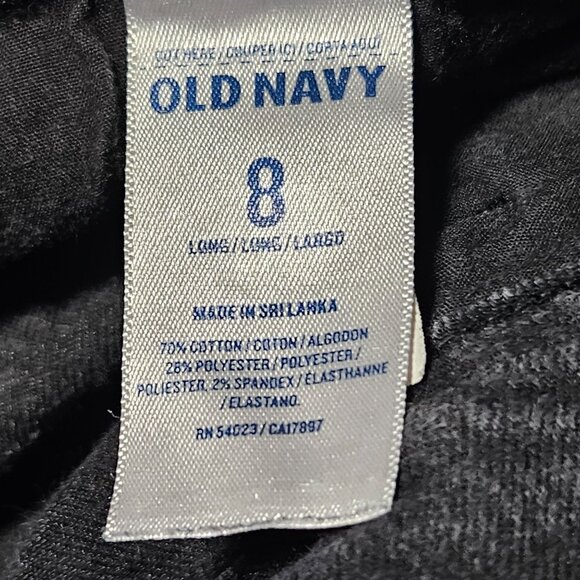 CUT HERE / COUPER ICI / CORTA AQUÍ
OLD NAVY
8
LONG / LONG / LARGO
MADE IN SRI LANKA
70% COTTON / COTON / ALGODON
28% POLYESTER / POLYESTER /
POLIESTER. 2% SPANDEX / ÉLASTHANNE
/ ELASTANO.
RN 54023 / CA17897